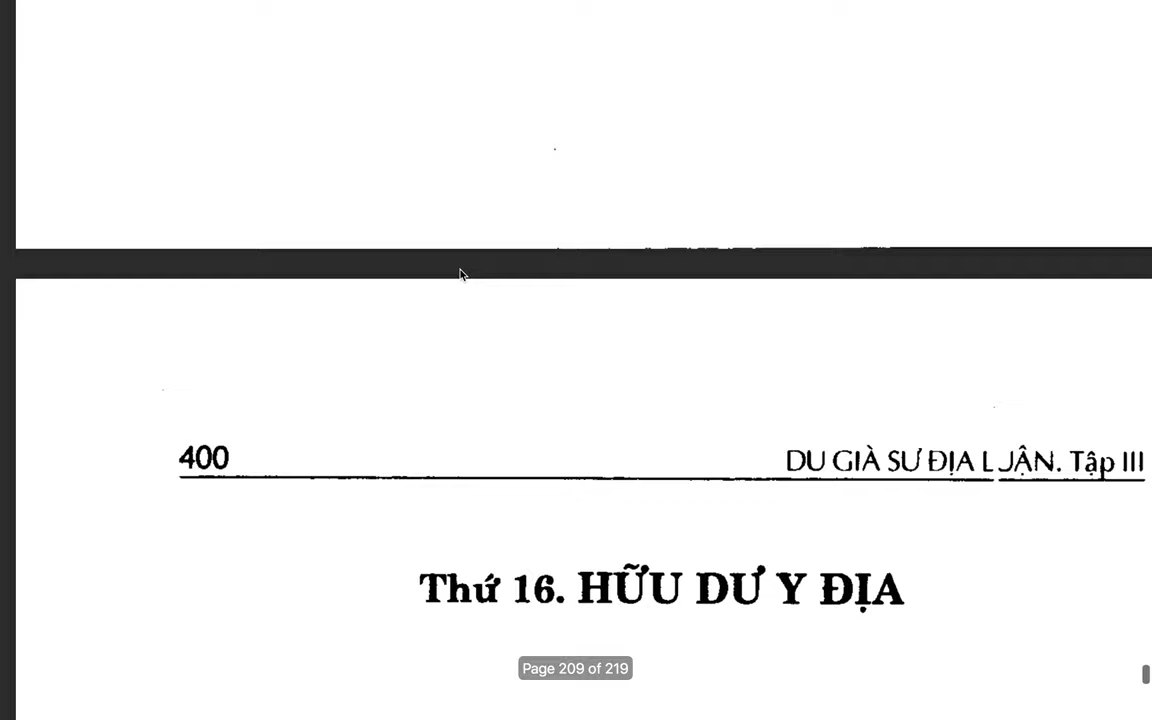 400
DU GIÀ SƯ ĐỊA LUẬN. Tập III
Thứ 16. HỮU DƯ Y ĐỊA
Page 209 of 219